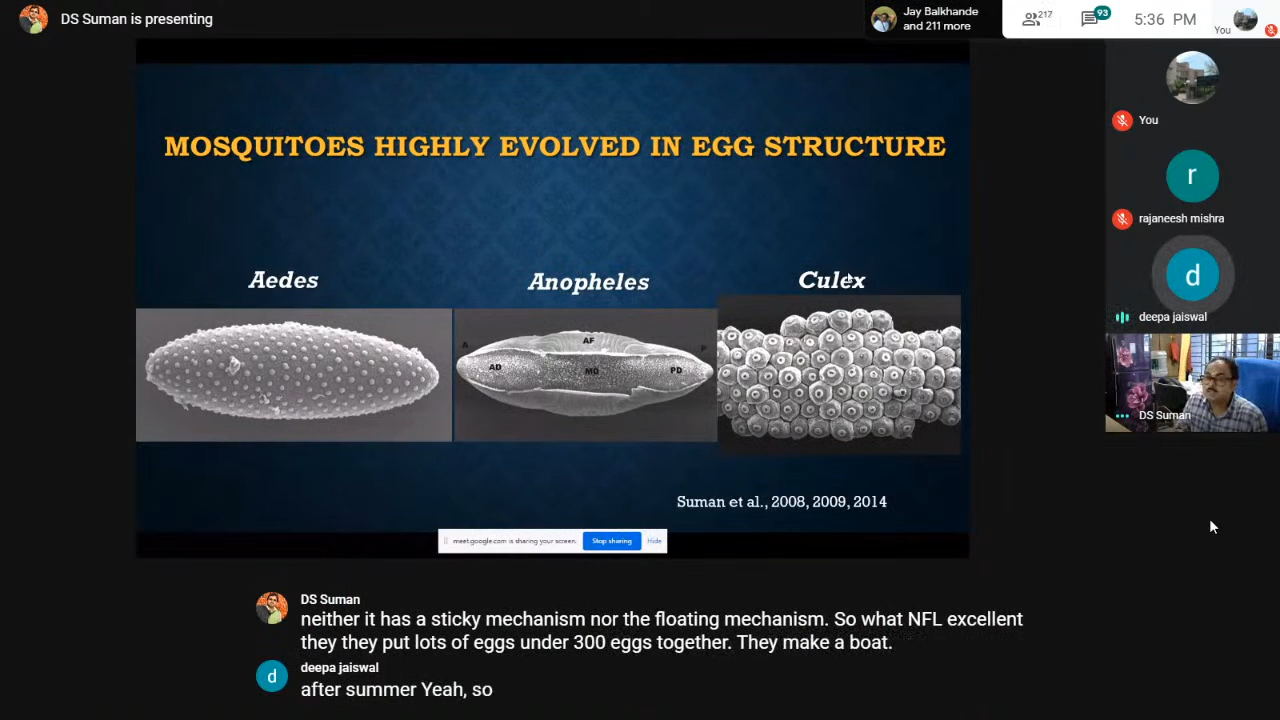 DS Suman is presenting
Jay Balkhande
and 211 more
217
93
5:36 PM
You
MOSQUITOES HIGHLY EVOLVED IN EGG STRUCTURE
Aedes
Anopheles
Culex
A
AF
P
AD
MD
PD
Suman et al., 2008, 2009, 2014
meet.google.com is sharing your screen.
Stop sharing
Hide
You
r
rajaneesh mishra
d
deepa jaiswal
DS Suman
DS Suman
neither it has a sticky mechanism nor the floating mechanism. So what NFL excellent
they they put lots of eggs under 300 eggs together. They make a boat.
d
deepa jaiswal
after summer Yeah, so